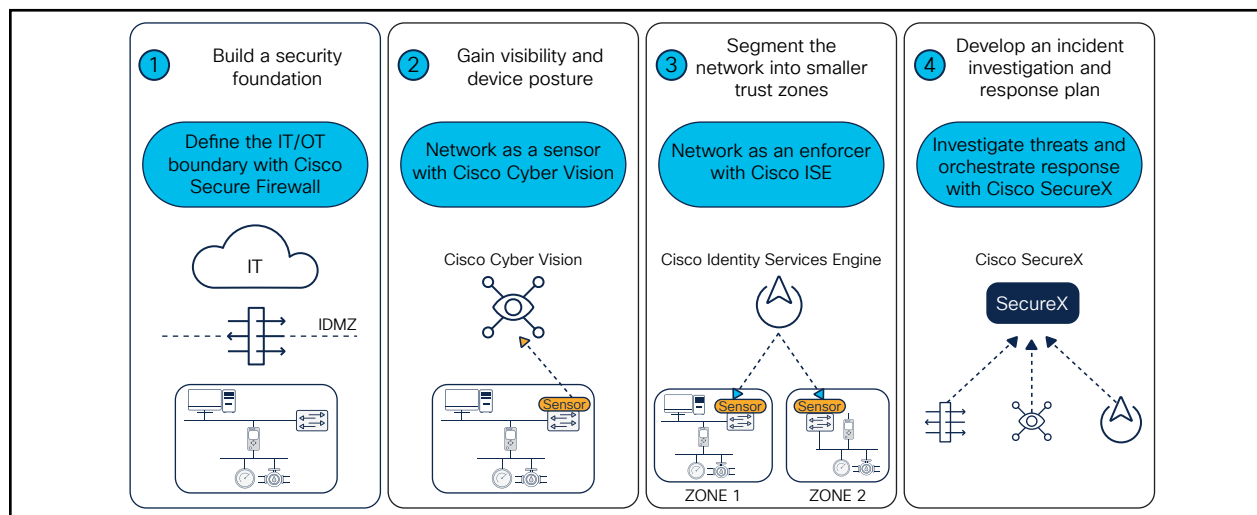 1
Build a security
foundation
Define the IT/OT
boundary with Cisco
Secure Firewall
IT
IDMZ
2
Gain visibility and
device posture
Network as a sensor
with Cisco Cyber Vision
Cisco Cyber Vision
Sensor
3
Segment the
network into smaller
trust zones
Network as an enforcer
with Cisco ISE
Cisco Identity Services Engine
Sensor
Sensor
ZONE 1
ZONE 2
4
Develop an incident
investigation and
response plan
Investigate threats and
orchestrate response
with Cisco SecureX
Cisco SecureX
SecureX